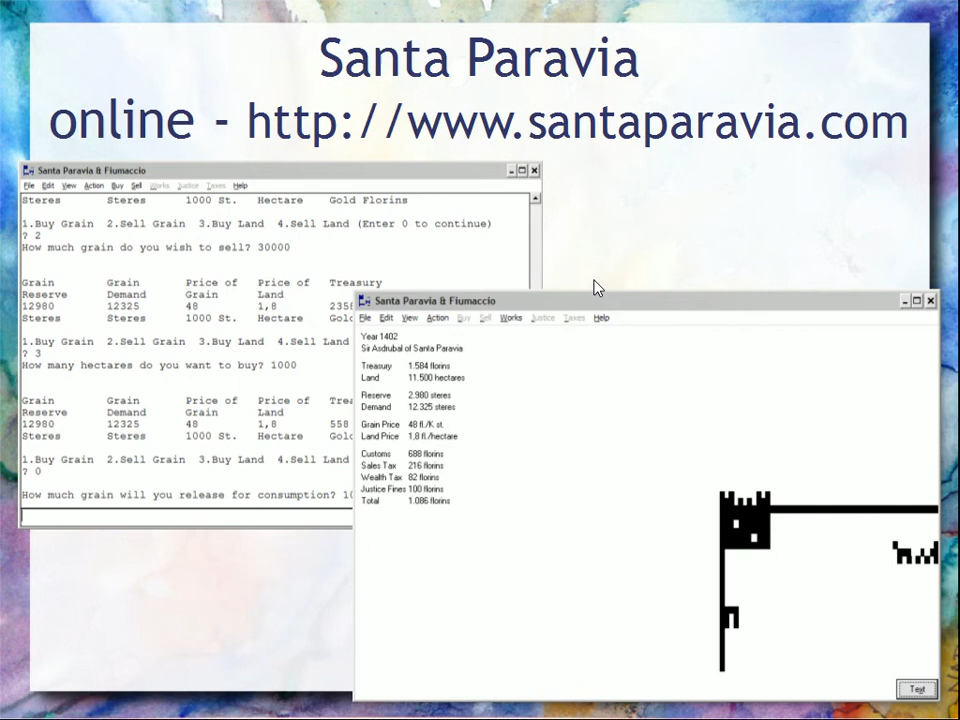 Santa Paravia
online - http://www.santaparavia.com
Santa Paravia & Fiumaccio
File Edit View Action Buy Sell Works Justice Taxes Help
Steres Steres 1000 St. Hectare Gold Florins
1.Buy Grain 2.Sell Grain 3.Buy Land 4.Sell Land (Enter 0 to continue)
? 2
How much grain do you wish to sell? 30000
Grain Grain Price of Price of Treasury
Reserve Demand Grain Land
12980 12325 48 1,8
Steres Steres 1000 St. Hectare
1.Buy Grain 2.Sell Grain 3.Buy Land 4.Sell Land
? 3
How many hectares do you want to buy? 1000
Grain Grain Price of Price of
Reserve Demand Grain Land
12980 12325 48 1,8 558
Steres Steres 1000 St. Hectare
1.Buy Grain 2.Sell Grain 3.Buy Land 4.Sell Land
? 0
How much grain will you release for consumption?
Santa Paravia & Fiumaccio
File Edit View Action Buy Sell Works Justice Taxes Help
Year 1402
Sir Asdrubal of Santa Paravia
Treasury 1.584 florins
Land 11.500 hectares
Reserve 2.980 steres
Demand 12.325 steres
Grain Price 48 fl./K st.
Land Price 1,8 fl./hectare
Customs 688 florins
Sales Tax 216 florins
Wealth Tax 82 florins
Justice Fines 100 florins
Total 1.086 florins
Text